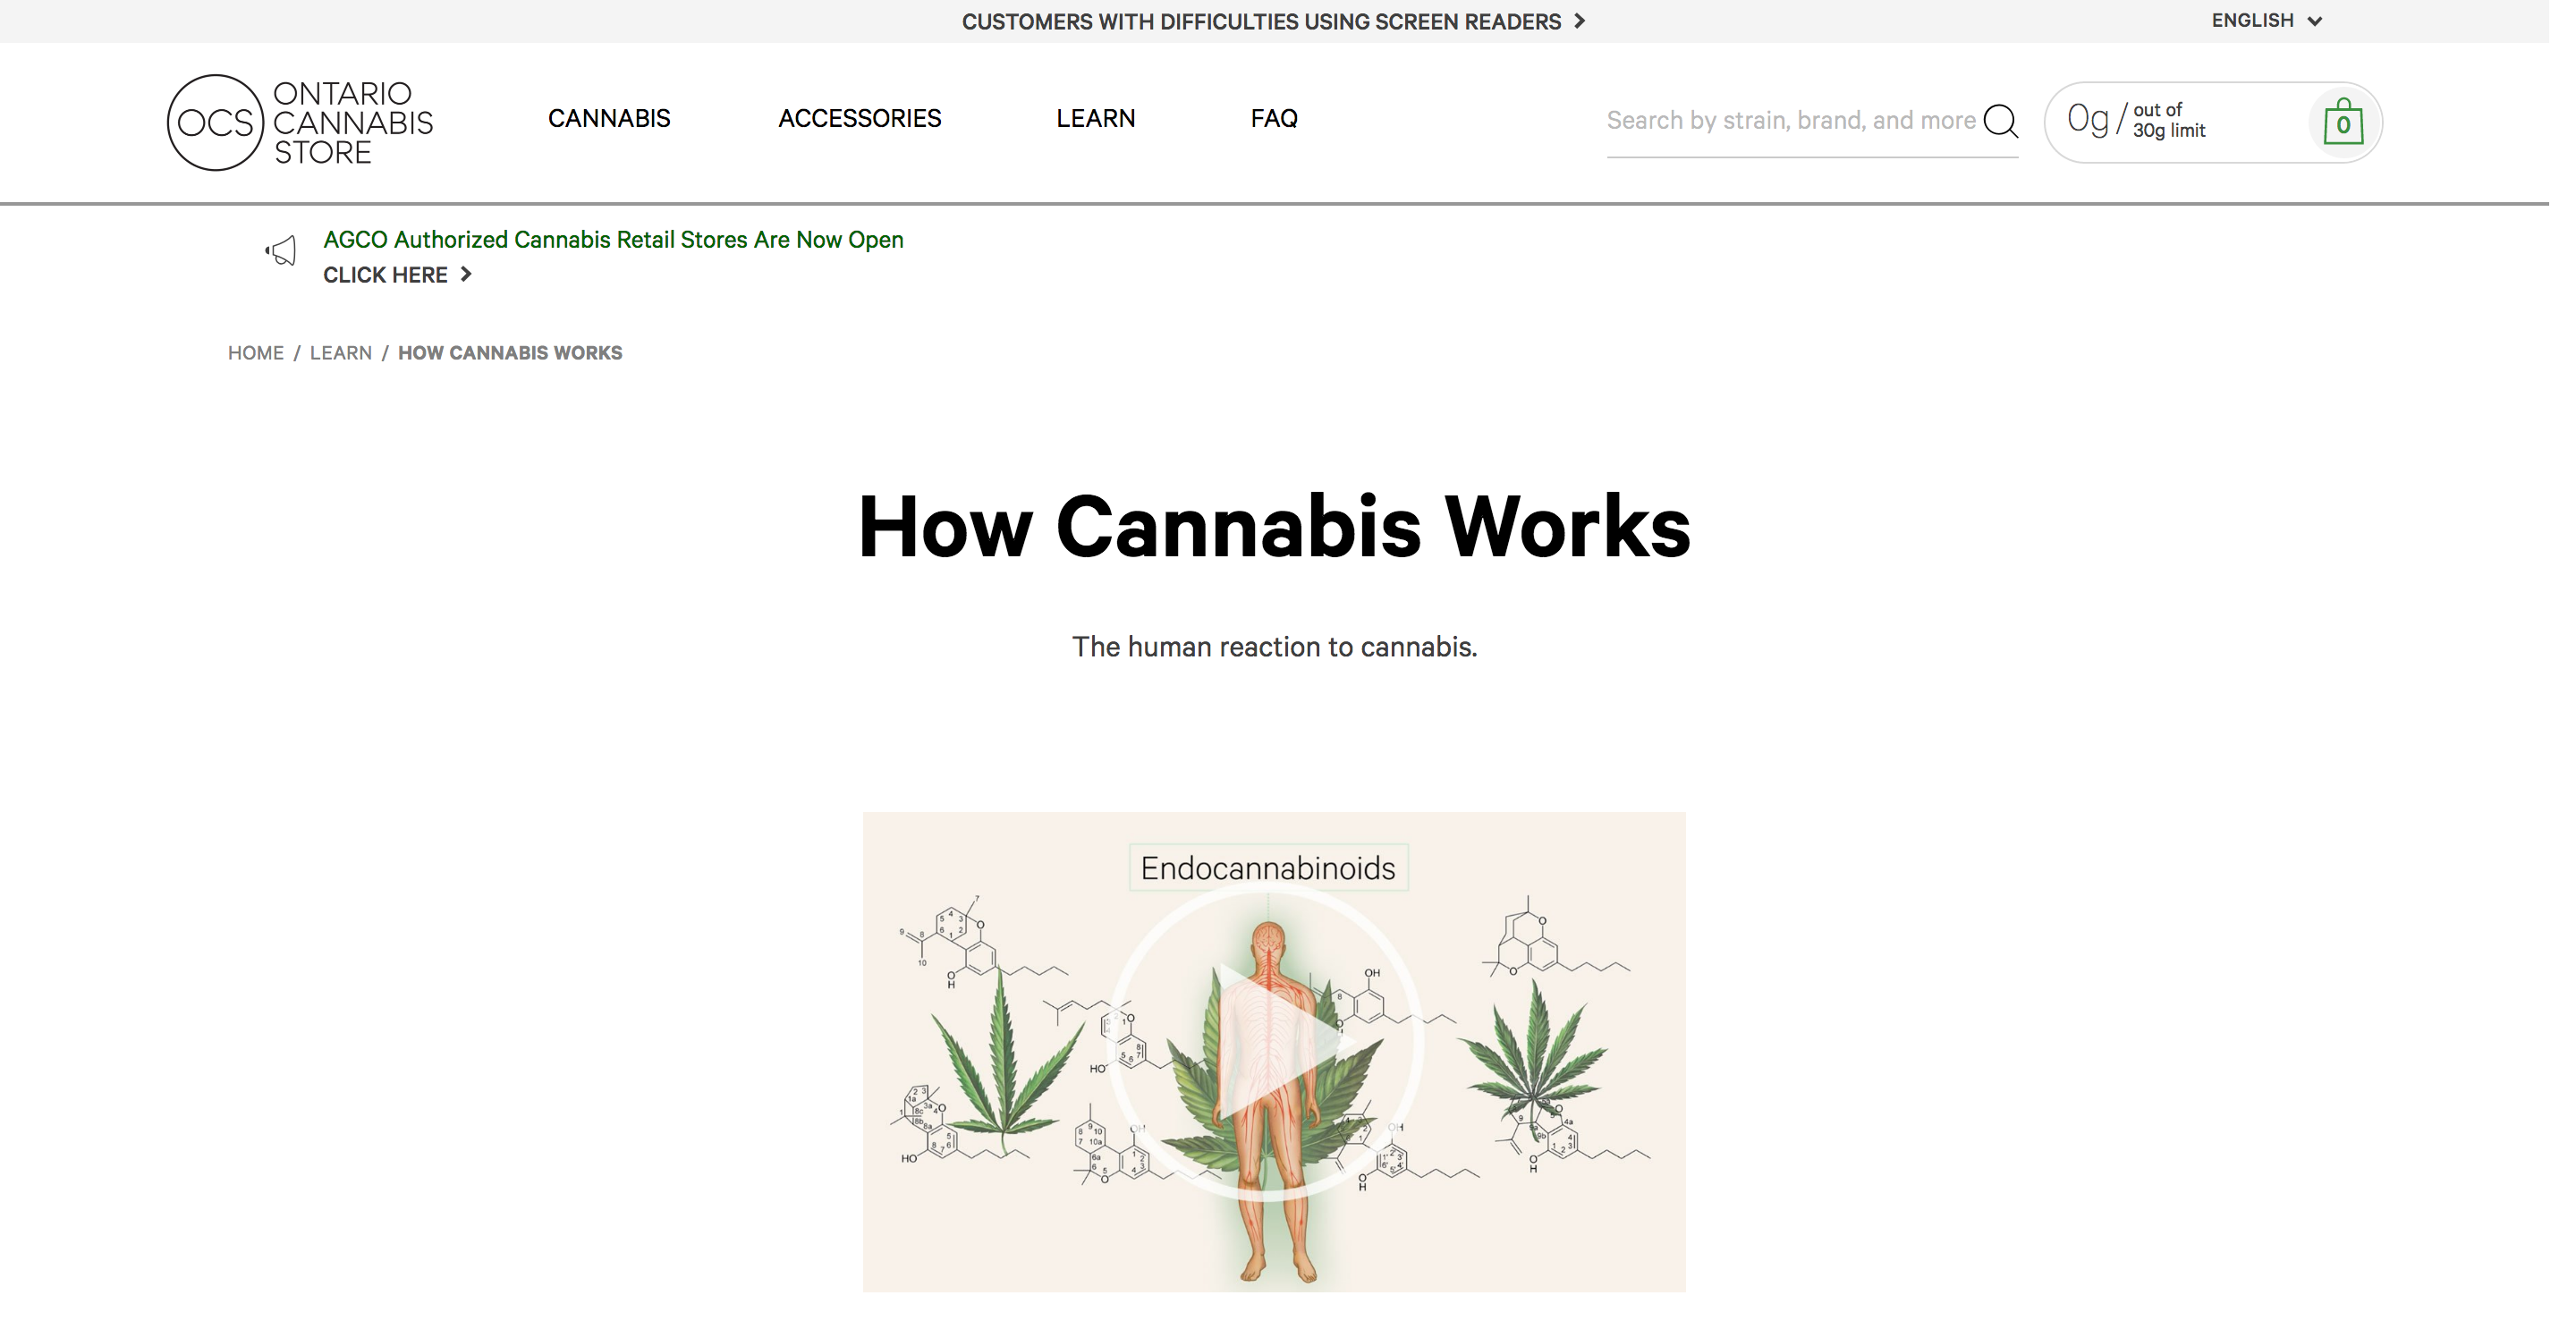 CUSTOMERS WITH DIFFICULTIES USING SCREEN READERS
ENGLISH
OCS
ONTARIO
CANNABIS
STORE
CANNABIS
ACCESSORIES
LEARN
FAQ
Search by strain, brand, and more
0g / out of
30g limit
0
AGCO Authorized Cannabis Retail Stores Are Now Open
CLICK HERE
HOME / LEARN / HOW CANNABIS WORKS
How Cannabis Works
The human reaction to cannabis.
Endocannabinoids